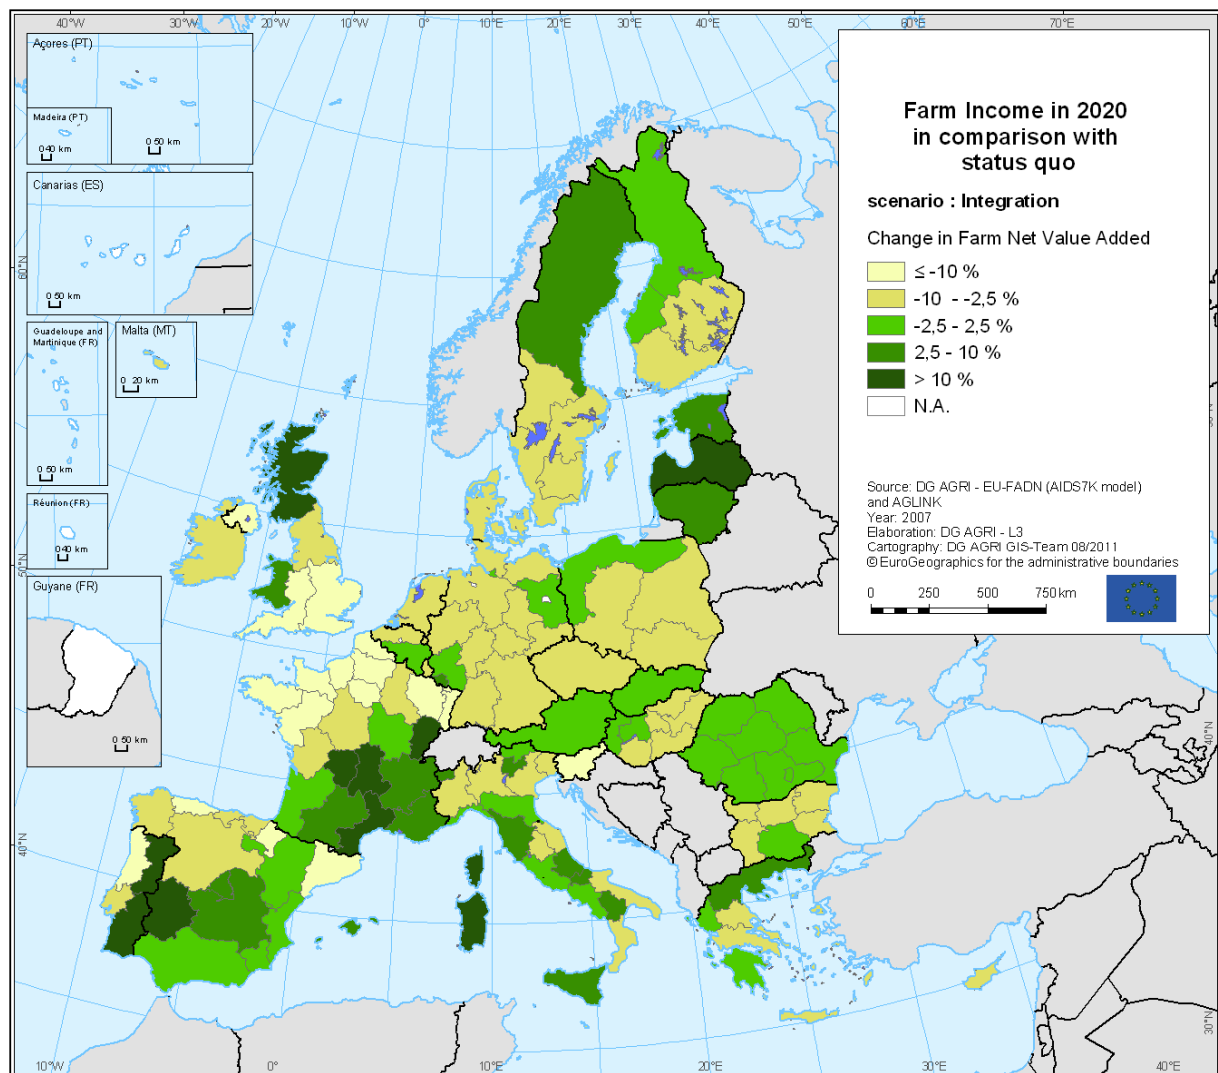 40°W
30°W
20°W
10°W
0°
10°E
20°E
30°E
40°E
50°E
60°E
70°E
Açores (PT)
Madeira (PT)
0 40 km
0 50 km
Canarias (ES)
0 50 km
Guadeloupe and
Martinique (FR)
0 50 km
Malta (MT)
0 20 km
Réunion (FR)
0 40 km
Guyane (FR)
0 50 km
Farm Income in 2020
in comparison with
status quo
scenario : Integration
Change in Farm Net Value Added
≤ -10 %
-10 - -2,5 %
-2,5 - 2,5 %
2,5 - 10 %
> 10 %
N.A.
Source: DG AGRI - EU-FADN (AIDS7K model)
and AGLINK
Year: 2007
Elaboration: DG AGRI - L3
Cartography: DG AGRI GIS-Team 08/2011
© EuroGeographics for the administrative boundaries
0 250 500 750 km
60°N
50°N
40°N
40°N
30°N
10°W
0°
10°E
20°E
30°E
40°E